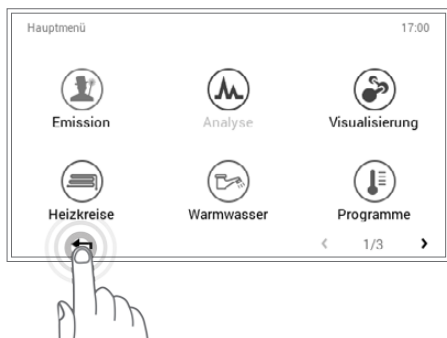 Hauptmenü 17:00
Emission Analyse Visualisierung
Heizkreise Warmwasser Programme
1/3